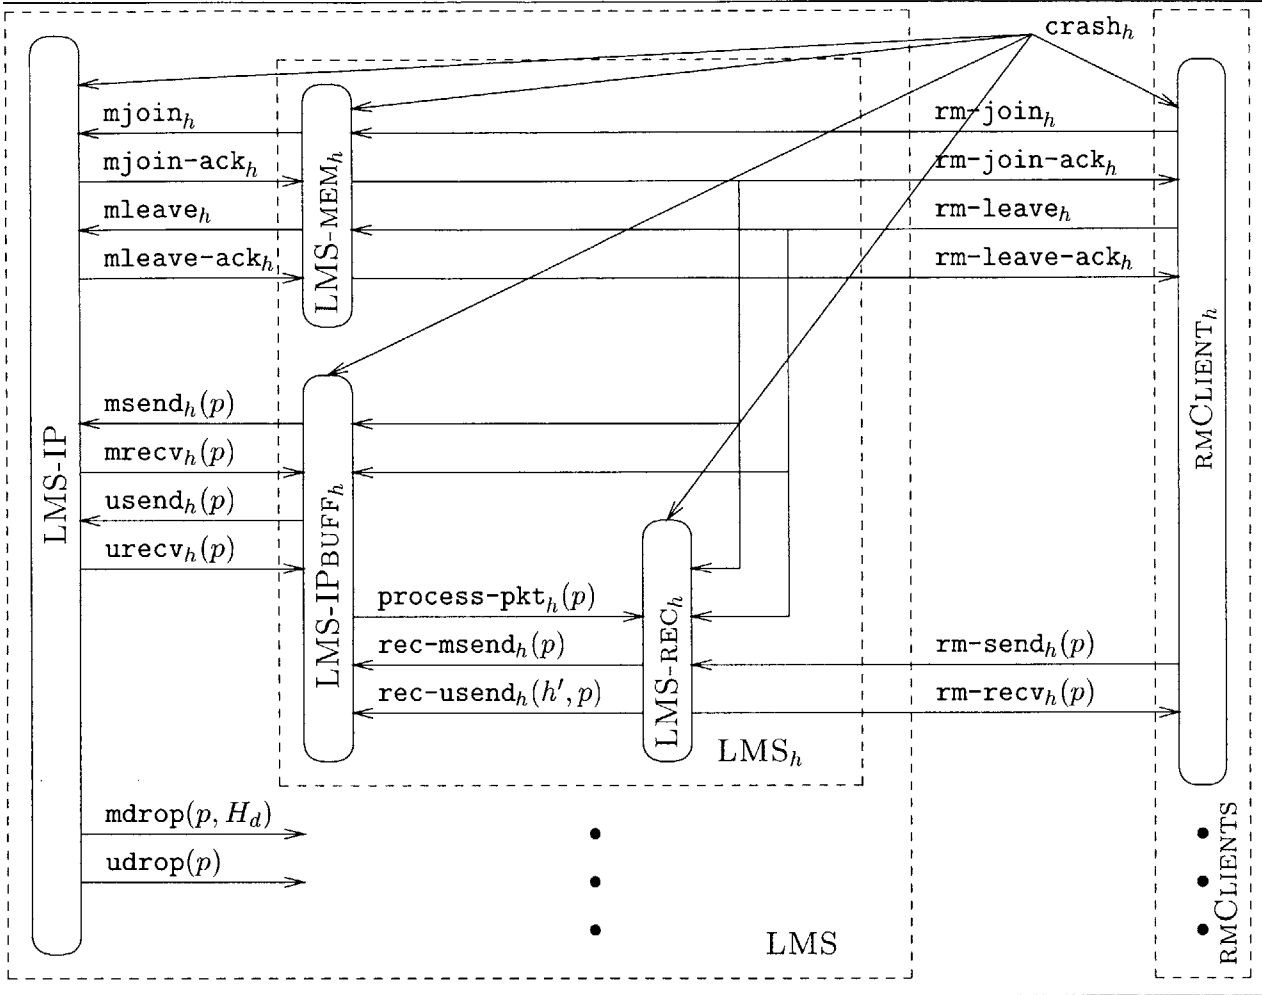 crash_h
mjoin_h
rm-join_h
mjoin-ack_h
rm-join-ack_h
mleave_h
rm-leave_h
mleave-ack_h
rm-leave-ack_h
LMS-MEM_h
RMCLIENT_h
LMS-IP
msend_h(p)
mrecv_h(p)
usend_h(p)
urecv_h(p)
LMS-IPBUFF_h
process-pkt_h(p)
rec-msend_h(p)
rm-send_h(p)
rec-usend_h(h′, p)
rm-recv_h(p)
LMS-REC_h
LMS_h
mdrop(p, H_d)
udrop(p)
LMS
RMCLIENTS